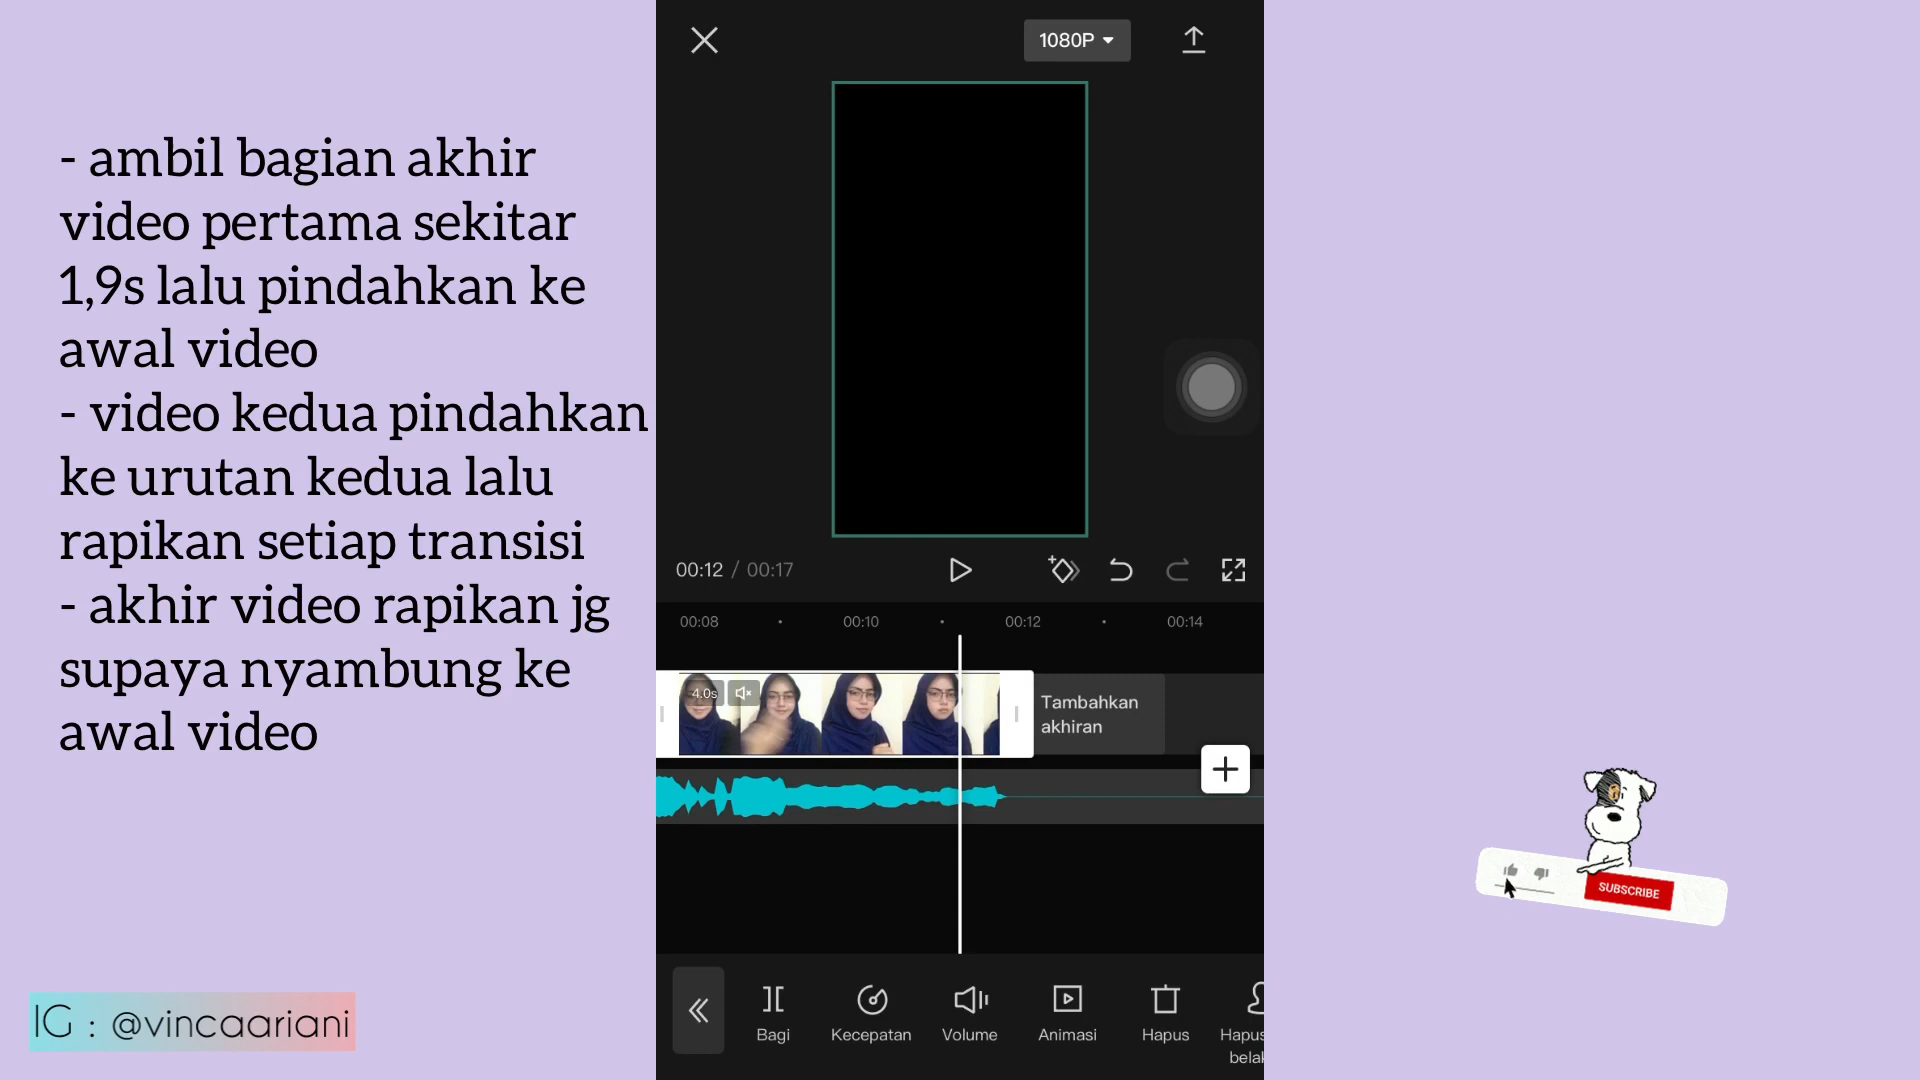 - ambil bagian akhir
video pertama sekitar
1,9s lalu pindahkan ke
awal video
- video kedua pindahkan
ke urutan kedua lalu
rapikan setiap transisi
- akhir video rapikan jg
supaya nyambung ke
awal video
IG : @vincaariani
1080P
00:12 / 00:17
00:08 00:10 00:12 00:14
4.0s
Tambahkan
akhiran
Bagi Kecepatan Volume Animasi Hapus Hapus
belak
SUBSCRIBE